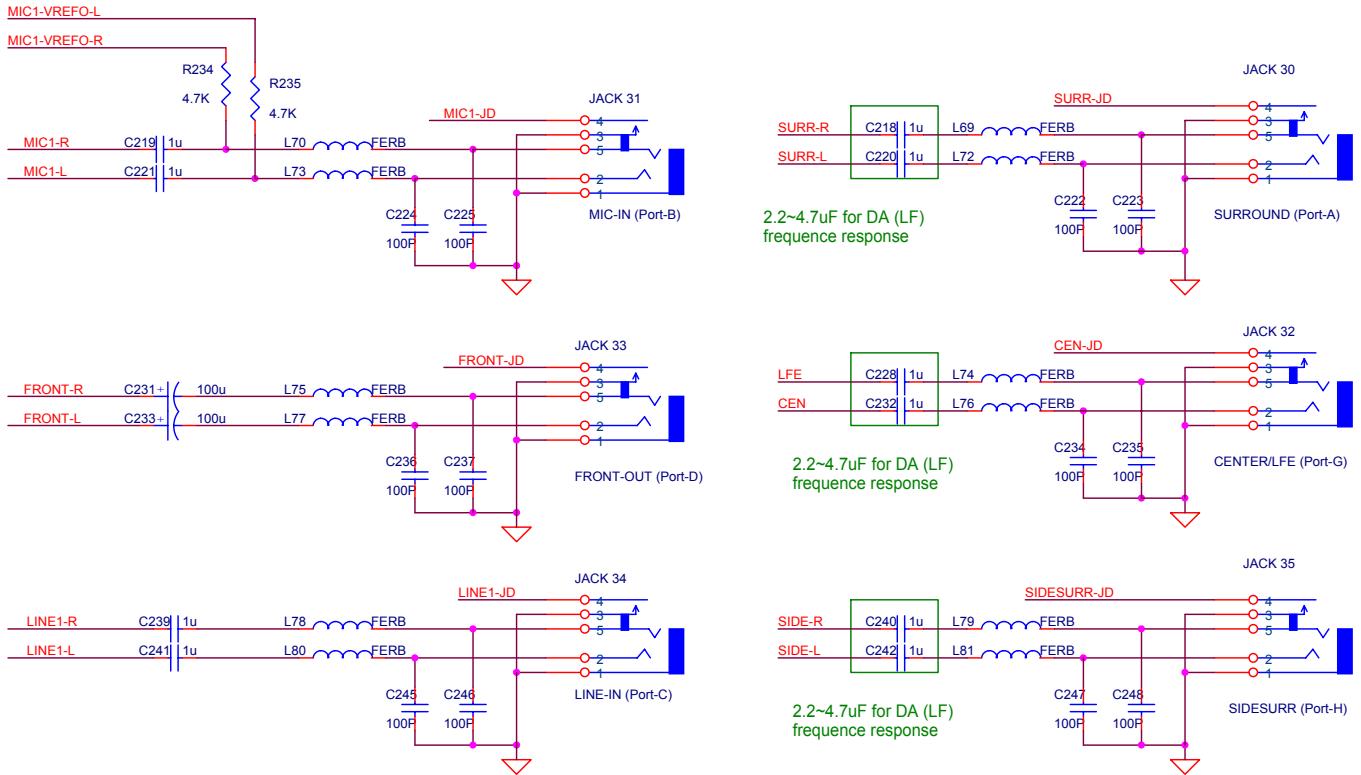 MIC1-VREFO-L
MIC1-VREFO-R
R234
4.7K
R235
4.7K
JACK 31
MIC1-JD
4
3
5
2
1
MIC1-R
C219
1u
L70
FERB
MIC1-L
C221
1u
L73
FERB
C224
100P
C225
100P
MIC-IN (Port-B)
JACK 30
SURR-JD
4
3
5
2
1
SURR-R
C218
1u
L69
FERB
SURR-L
C220
1u
L72
FERB
C222
100P
C223
100P
SURROUND (Port-A)
2.2~4.7uF for DA (LF)
frequence response
JACK 33
FRONT-JD
4
3
5
2
1
FRONT-R
C231
+
100u
L75
FERB
FRONT-L
C233
+
100u
L77
FERB
C236
100P
C237
100P
FRONT-OUT (Port-D)
JACK 32
CEN-JD
4
3
5
2
1
LFE
C228
1u
L74
FERB
CEN
C232
1u
L76
FERB
C234
100P
C235
100P
CENTER/LFE (Port-G)
2.2~4.7uF for DA (LF)
frequence response
JACK 34
LINE1-JD
4
3
5
2
1
LINE1-R
C239
1u
L78
FERB
LINE1-L
C241
1u
L80
FERB
C245
100P
C246
100P
LINE-IN (Port-C)
JACK 35
SIDESURR-JD
4
3
5
2
1
SIDE-R
C240
1u
L79
FERB
SIDE-L
C242
1u
L81
FERB
C247
100P
C248
100P
SIDESURR (Port-H)
2.2~4.7uF for DA (LF)
frequence response